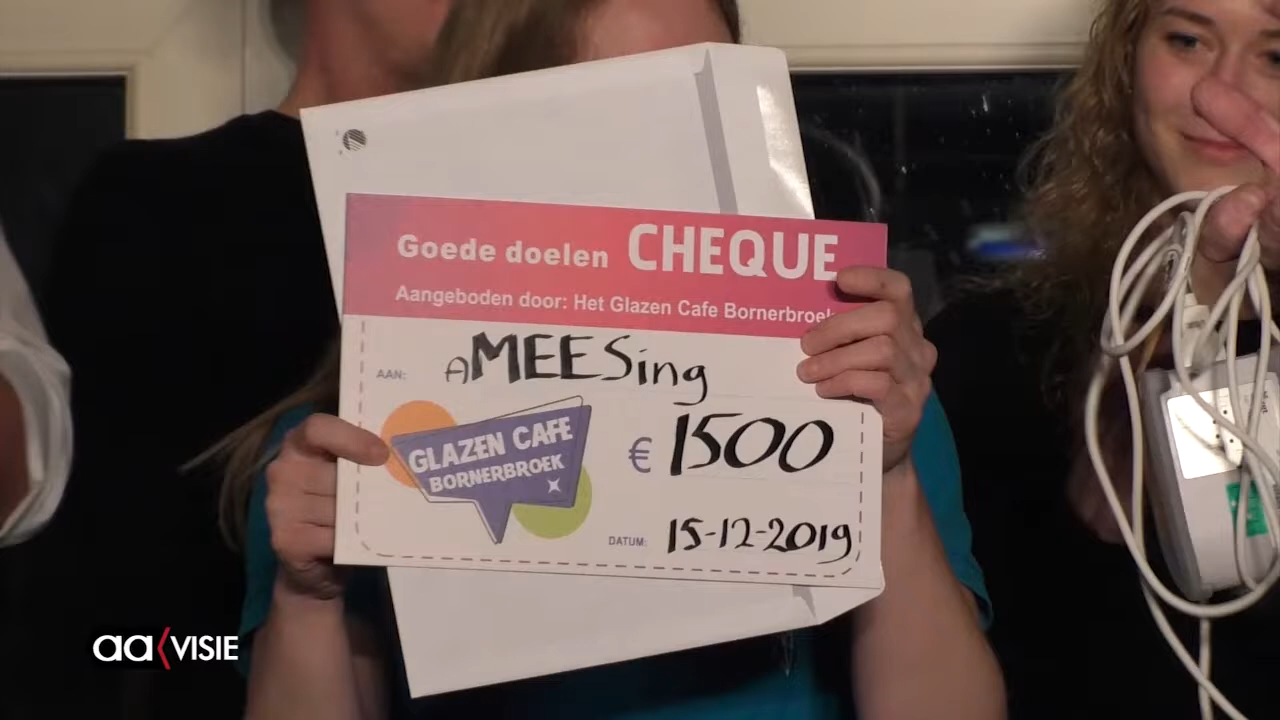 Goede doelen CHEQUE
Aangeboden door: Het Glazen Cafe Bornerbroek
AAN: AMEESing
GLAZEN CAFE
BORNERBROEK
€ 1500
DATUM: 15-12-2019
aa VISIE